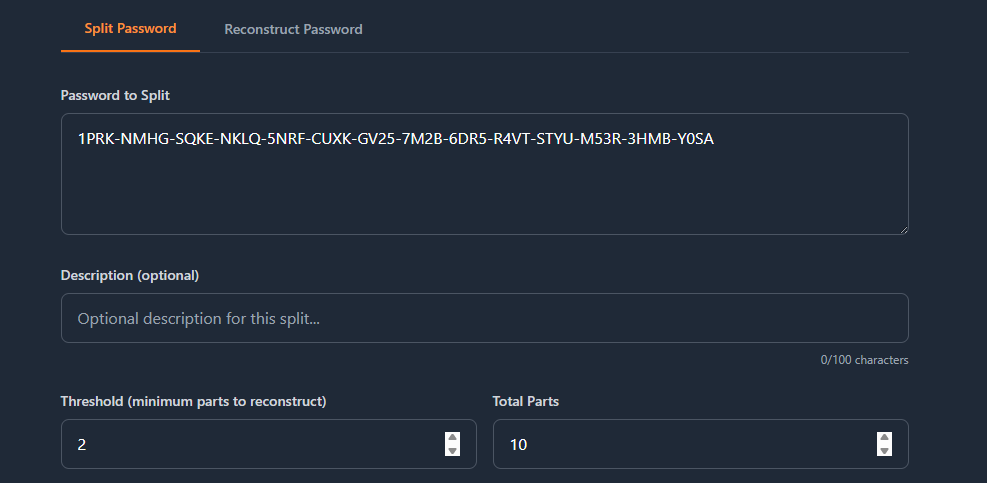 Split Password
Reconstruct Password
Password to Split
1PRK-NMHG-SQKE-NKLQ-5NRF-CUXK-GV25-7M2B-6DR5-R4VT-STYU-M53R-3HMB-Y0SA
Description (optional)
Optional description for this split...
0/100 characters
Threshold (minimum parts to reconstruct)
Total Parts
2
10